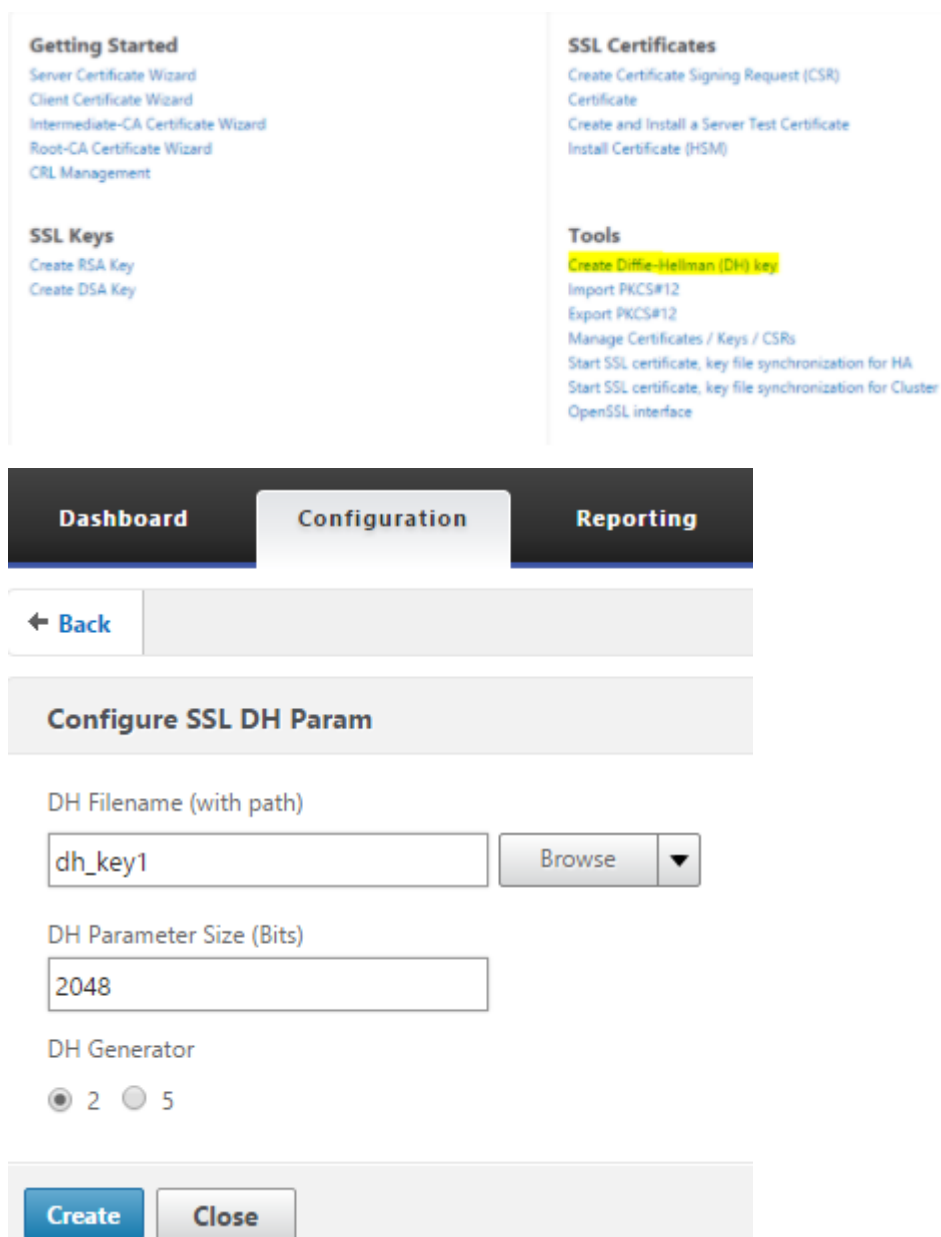 Getting Started
Server Certificate Wizard
Client Certificate Wizard
Intermediate-CA Certificate Wizard
Root-CA Certificate Wizard
CRL Management
SSL Certificates
Create Certificate Signing Request (CSR)
Certificate
Create and Install a Server Test Certificate
Install Certificate (HSM)
SSL Keys
Create RSA Key
Create DSA Key
Tools
Create Diffie-Hellman (DH) key
Import PKCS#12
Export PKCS#12
Manage Certificates / Keys / CSRs
Start SSL certificate, key file synchronization for HA
Start SSL certificate, key file synchronization for Cluster
OpenSSL interface
Dashboard Configuration Reporting
Back
Configure SSL DH Param
DH Filename (with path)
dh_key1 Browse
DH Parameter Size (Bits)
2048
DH Generator
2 5
Create Close